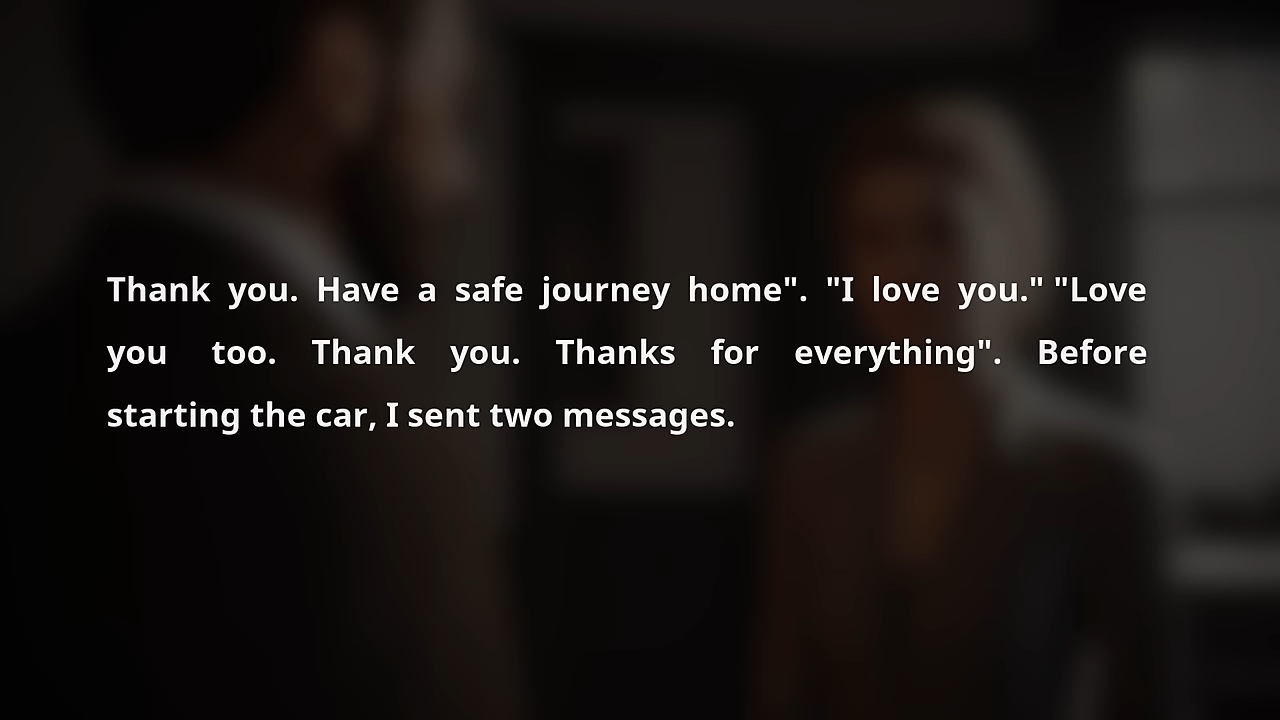 Thank you. Have a safe journey home". "I love you." "Love
you too. Thank you. Thanks for everything". Before
starting the car, I sent two messages.